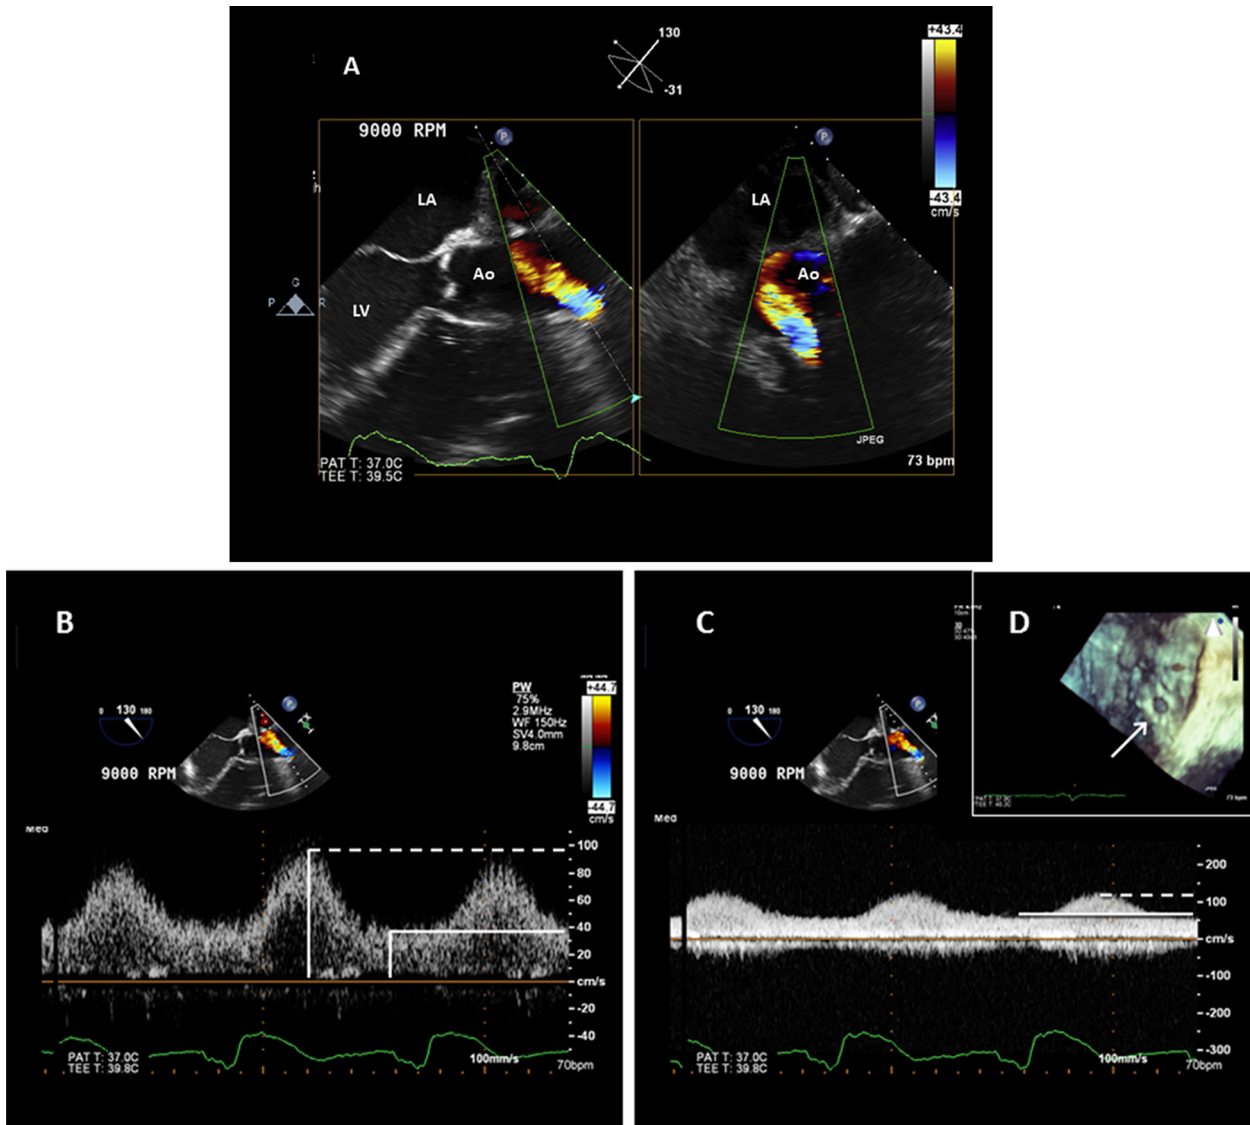 A
130
-31
+43.4
-43.4
cm/s
9000 RPM
P
P
LA
LA
Ao
Ao
LV
G
P R
JPEG
PAT T: 37.0C
TEE T: 39.5C
73 bpm
B
0 130 180
P
9000 RPM
PW
75%
2.9MHz
WF 150Hz
SV4.0mm
9.8cm
+44.7
-44.7
cm/s
100
80
60
40
20
cm/s
-20
-40
PAT T: 37.0C
TEE T: 39.8C
100mm/s
70bpm
C
0 130 180
P
9000 RPM
200
100
cm/s
-100
-200
-300
PAT T: 37.0C
TEE T: 39.8C
100mm/s
70bpm
D
73 bpm